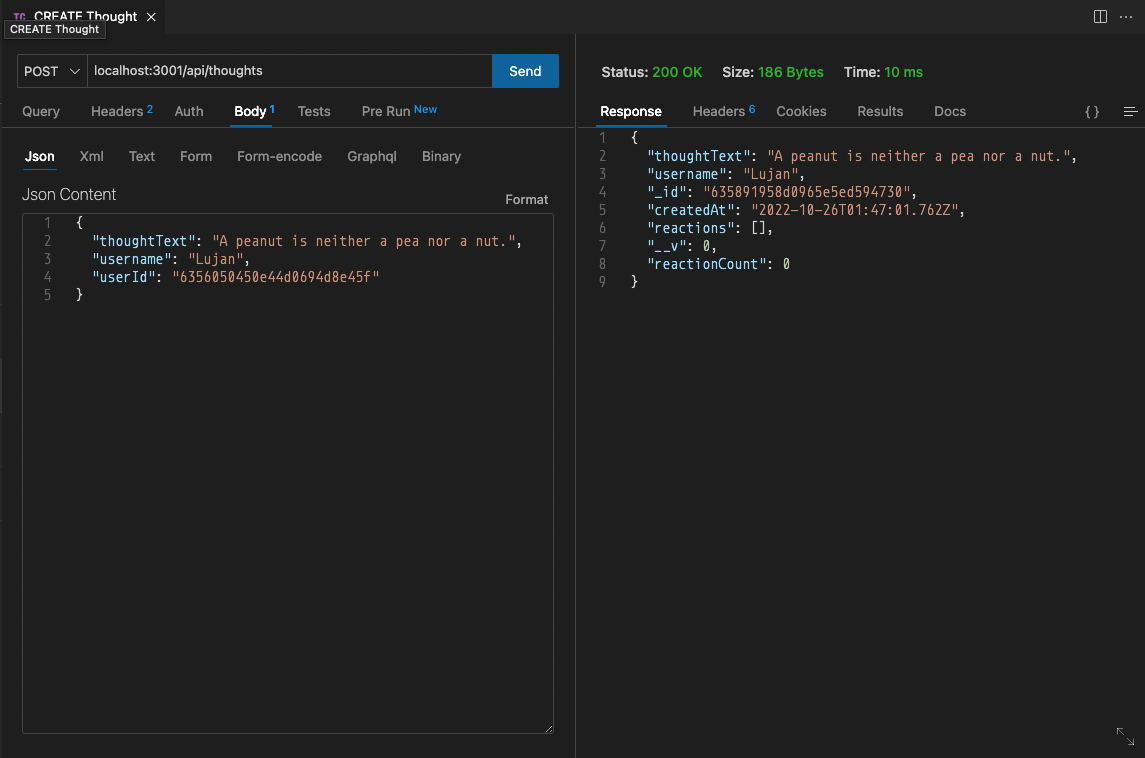 TC CREATE Thought
CREATE Thought
POST localhost:3001/api/thoughts Send
Query Headers 2 Auth Body 1 Tests Pre Run New
Json Xml Text Form Form-encode Graphql Binary
Json Content Format
1 {
2 "thoughtText": "A peanut is neither a pea nor a nut.",
3 "username": "Lujan",
4 "userId": "6356050450e44d0694d8e45f"
5 }
Status: 200 OK Size: 186 Bytes Time: 10 ms
Response Headers 6 Cookies Results Docs { }
1 {
2 "thoughtText": "A peanut is neither a pea nor a nut.",
3 "username": "Lujan",
4 "_id": "635891958d0965e5ed594730",
5 "createdAt": "2022-10-26T01:47:01.762Z",
6 "reactions": [],
7 "__v": 0,
8 "reactionCount": 0
9 }